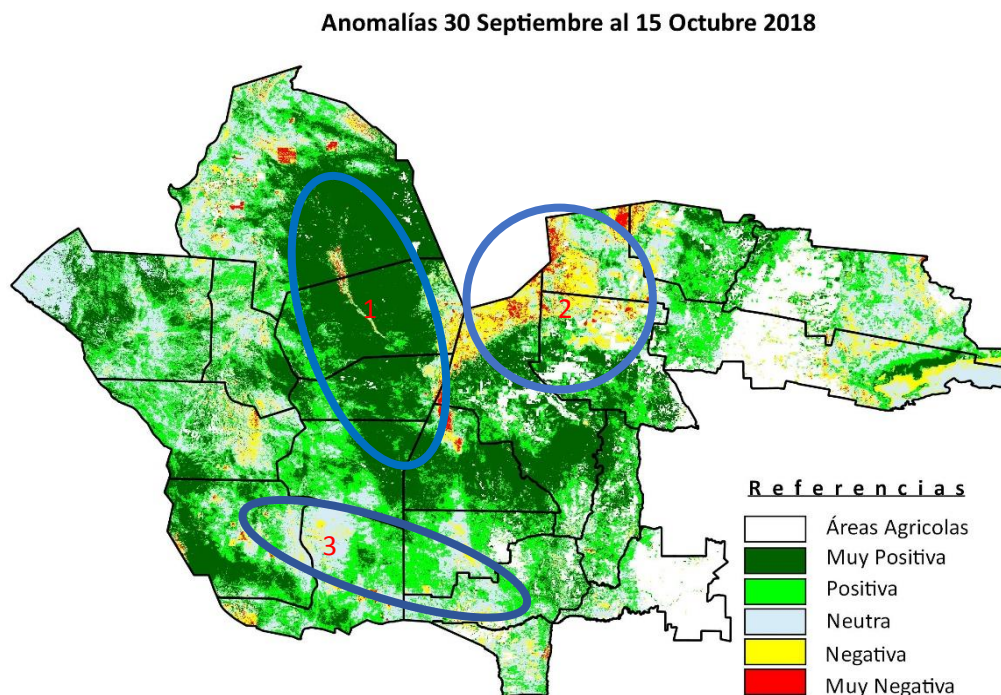 Anomalías 30 Septiembre al 15 Octubre 2018
1
2
3
Referencias
Áreas Agricolas
Muy Positiva
Positiva
Neutra
Negativa
Muy Negativa